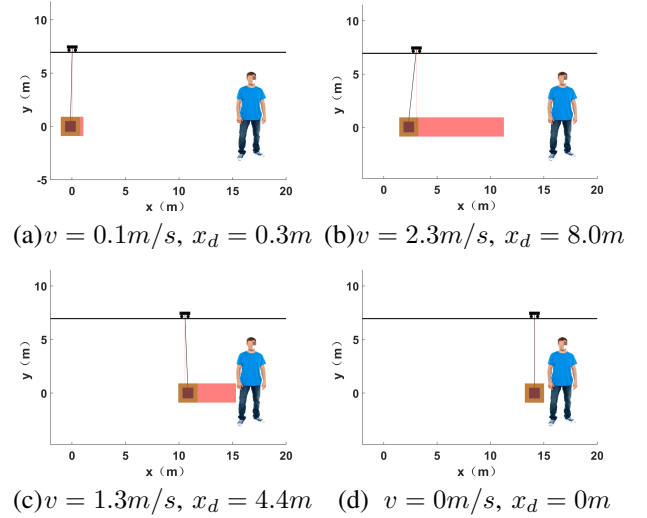 10
5
0
-5
y（m）
0
5
10
15
20
x（m）
10
5
0
y（m）
0
5
10
15
20
x（m）
(a)v = 0.1m/s, x_d = 0.3m
(b)v = 2.3m/s, x_d = 8.0m
10
5
0
y（m）
0
5
10
15
20
x（m）
10
5
0
y（m）
0
5
10
15
20
x（m）
(c)v = 1.3m/s, x_d = 4.4m
(d) v = 0m/s, x_d = 0m